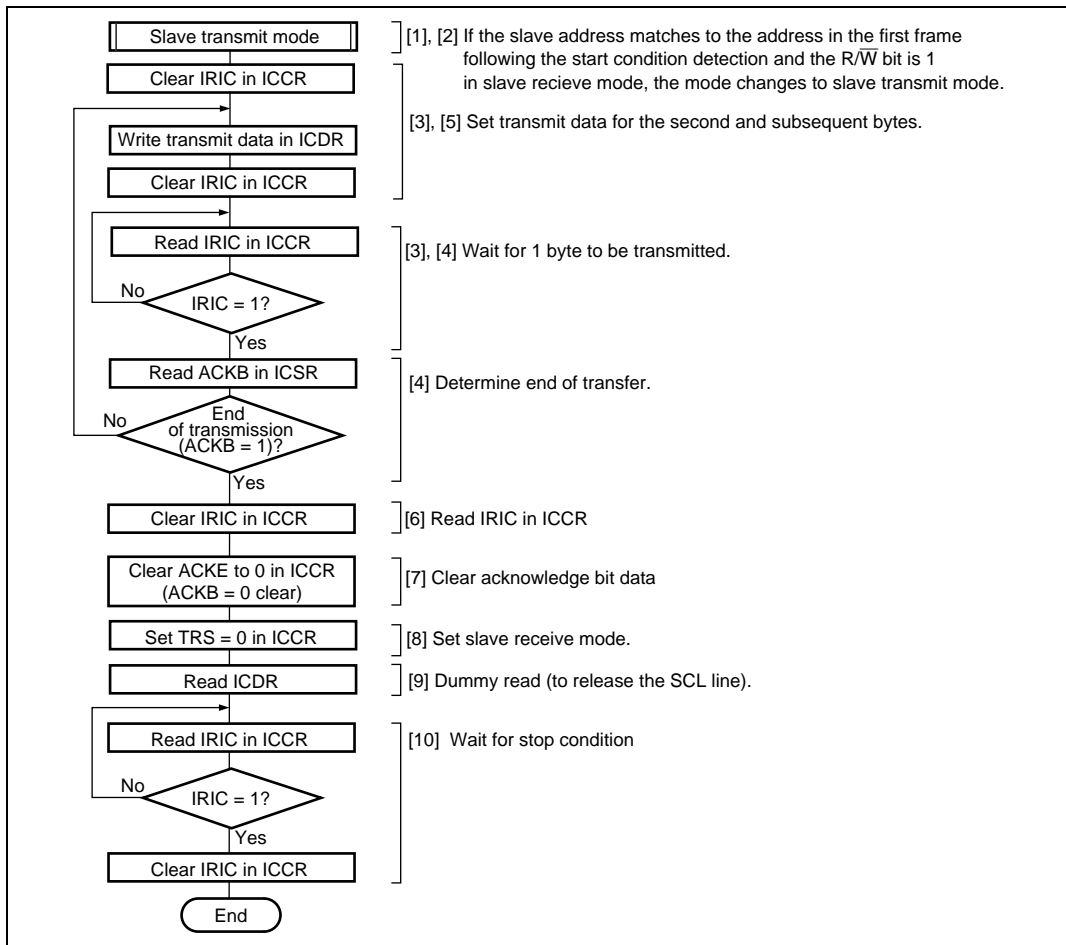 Slave transmit mode
[1], [2] If the slave address matches to the address in the first frame
following the start condition detection and the R/W̅ bit is 1
in slave recieve mode, the mode changes to slave transmit mode.
Clear IRIC in ICCR
[3], [5] Set transmit data for the second and subsequent bytes.
Write transmit data in ICDR
Clear IRIC in ICCR
Read IRIC in ICCR
[3], [4] Wait for 1 byte to be transmitted.
No
IRIC = 1?
Yes
Read ACKB in ICSR
[4] Determine end of transfer.
No
End
of transmission
(ACKB = 1)?
Yes
Clear IRIC in ICCR
[6] Read IRIC in ICCR
Clear ACKE to 0 in ICCR
(ACKB = 0 clear)
[7] Clear acknowledge bit data
Set TRS = 0 in ICCR
[8] Set slave receive mode.
Read ICDR
[9] Dummy read (to release the SCL line).
Read IRIC in ICCR
[10] Wait for stop condition
No
IRIC = 1?
Yes
Clear IRIC in ICCR
End